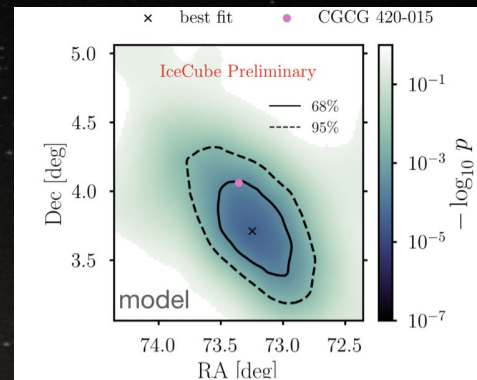 × best fit ● CGCG 420-015
IceCube Preliminary
68%
95%
5.0
4.5
4.0
3.5
Dec [deg]
model
74.0 73.5 73.0 72.5
RA [deg]
10⁻¹
10⁻³
10⁻⁵
10⁻⁷
− log₁₀ p